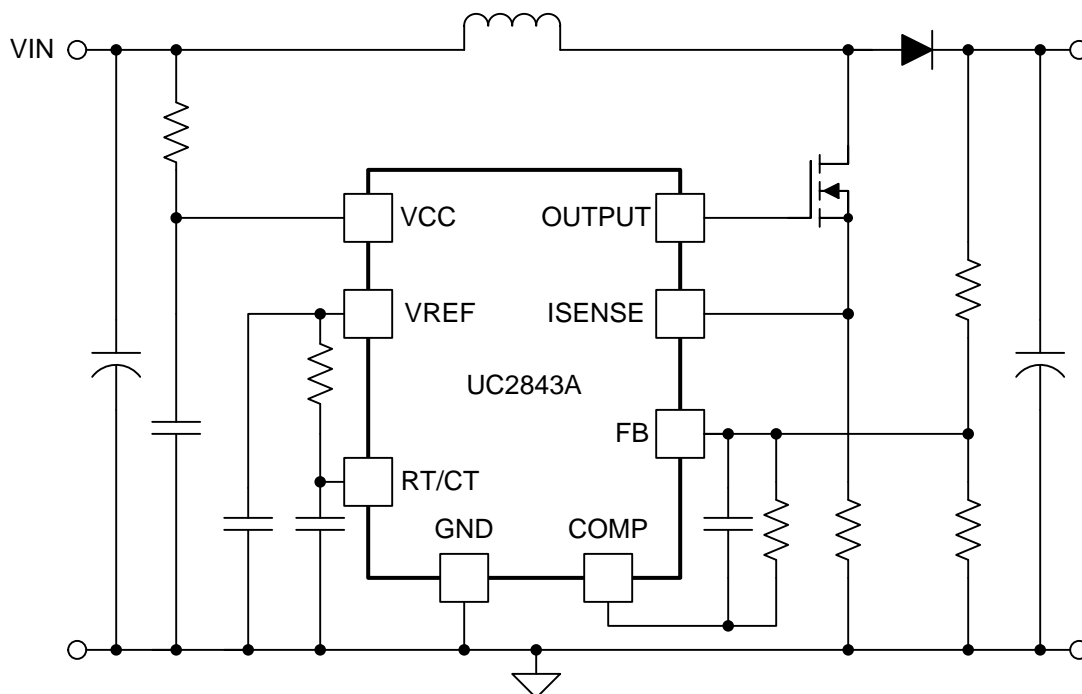 VIN
VCC
OUTPUT
VREF
ISENSE
UC2843A
FB
RT/CT
GND
COMP